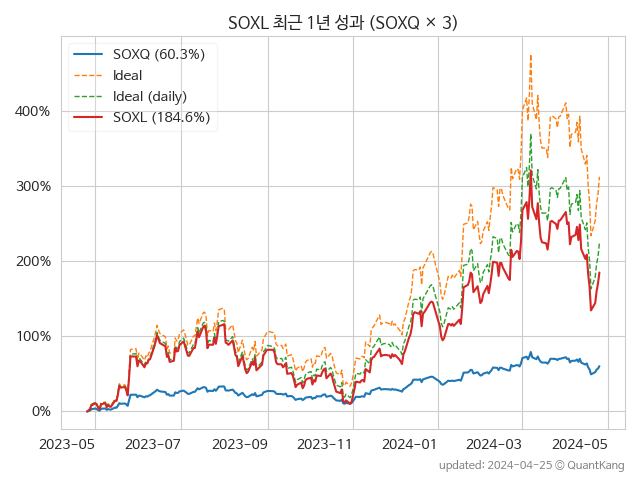 SOXL 최근 1년 성과 (SOXQ × 3)
SOXQ (60.3%)
Ideal
Ideal (daily)
SOXL (184.6%)
400%
300%
200%
100%
0%
2023-05 2023-07 2023-09 2023-11 2024-01 2024-03 2024-05
updated: 2024-04-25 © QuantKang